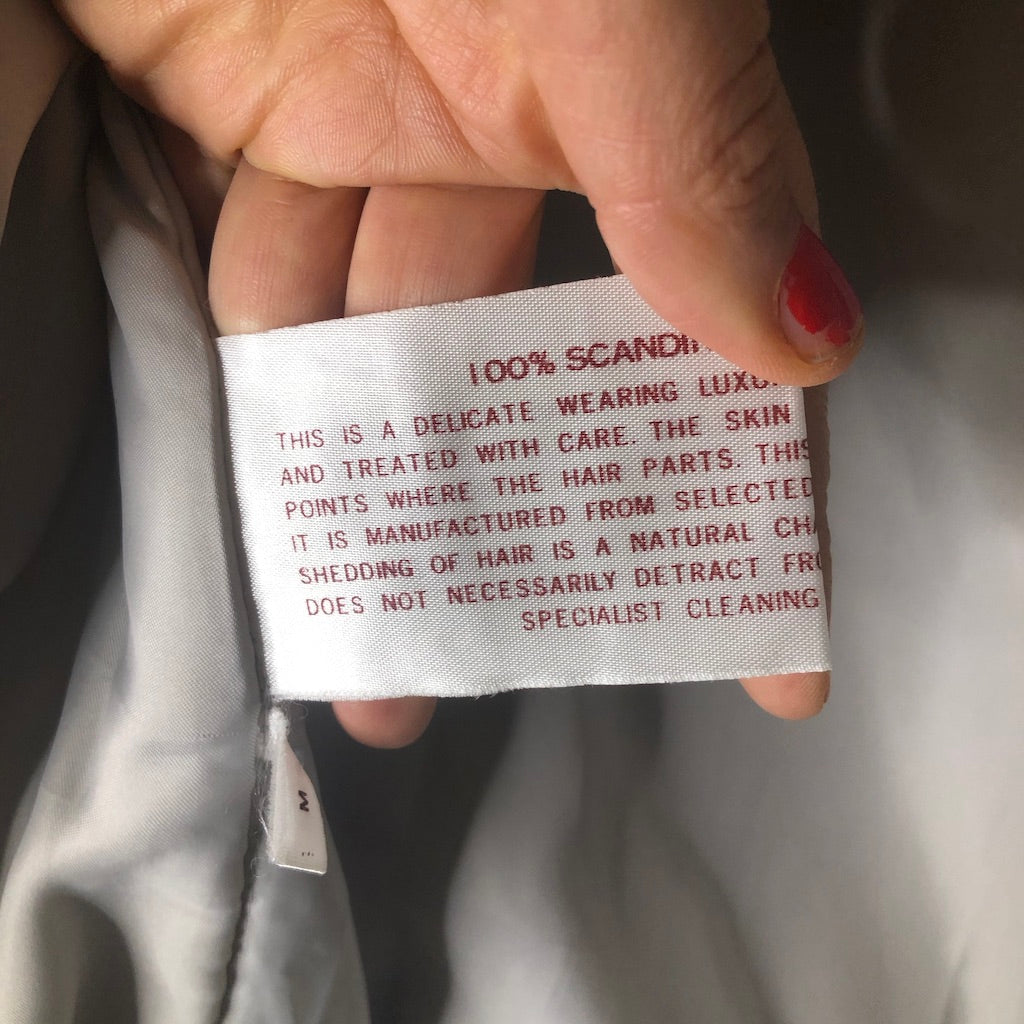 100% SCANDI
THIS IS A DELICATE WEARING LUXU
AND TREATED WITH CARE. THE SKIN
POINTS WHERE THE HAIR PARTS. THIS
IT IS MANUFACTURED FROM SELECTED
SHEDDING OF HAIR IS A NATURAL CHA
DOES NOT NECESSARILY DETRACT FRO
SPECIALIST CLEANING
M